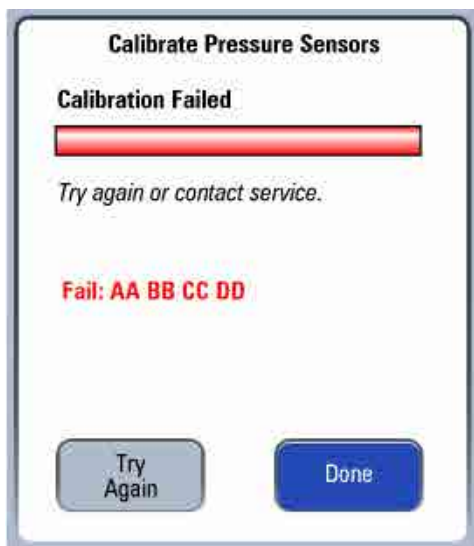 Calibrate Pressure Sensors
Calibration Failed
Try again or contact service.
Fail: AA BB CC DD
Try
Again
Done